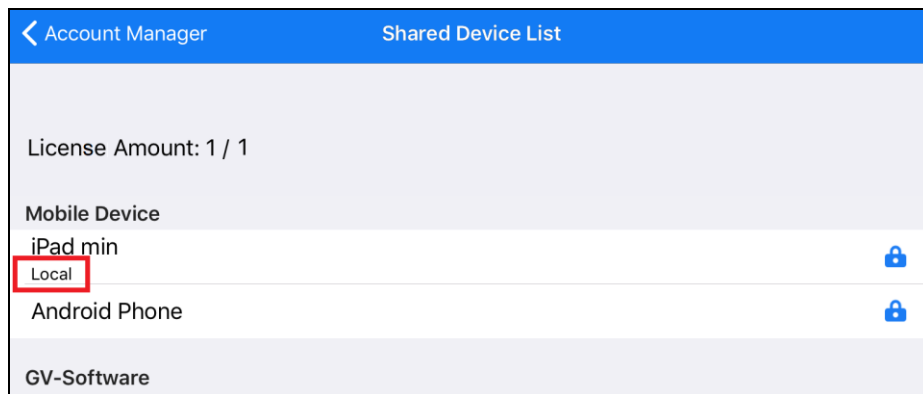 Account Manager Shared Device List
License Amount: 1 / 1
Mobile Device
iPad min
Local
Android Phone
GV-Software